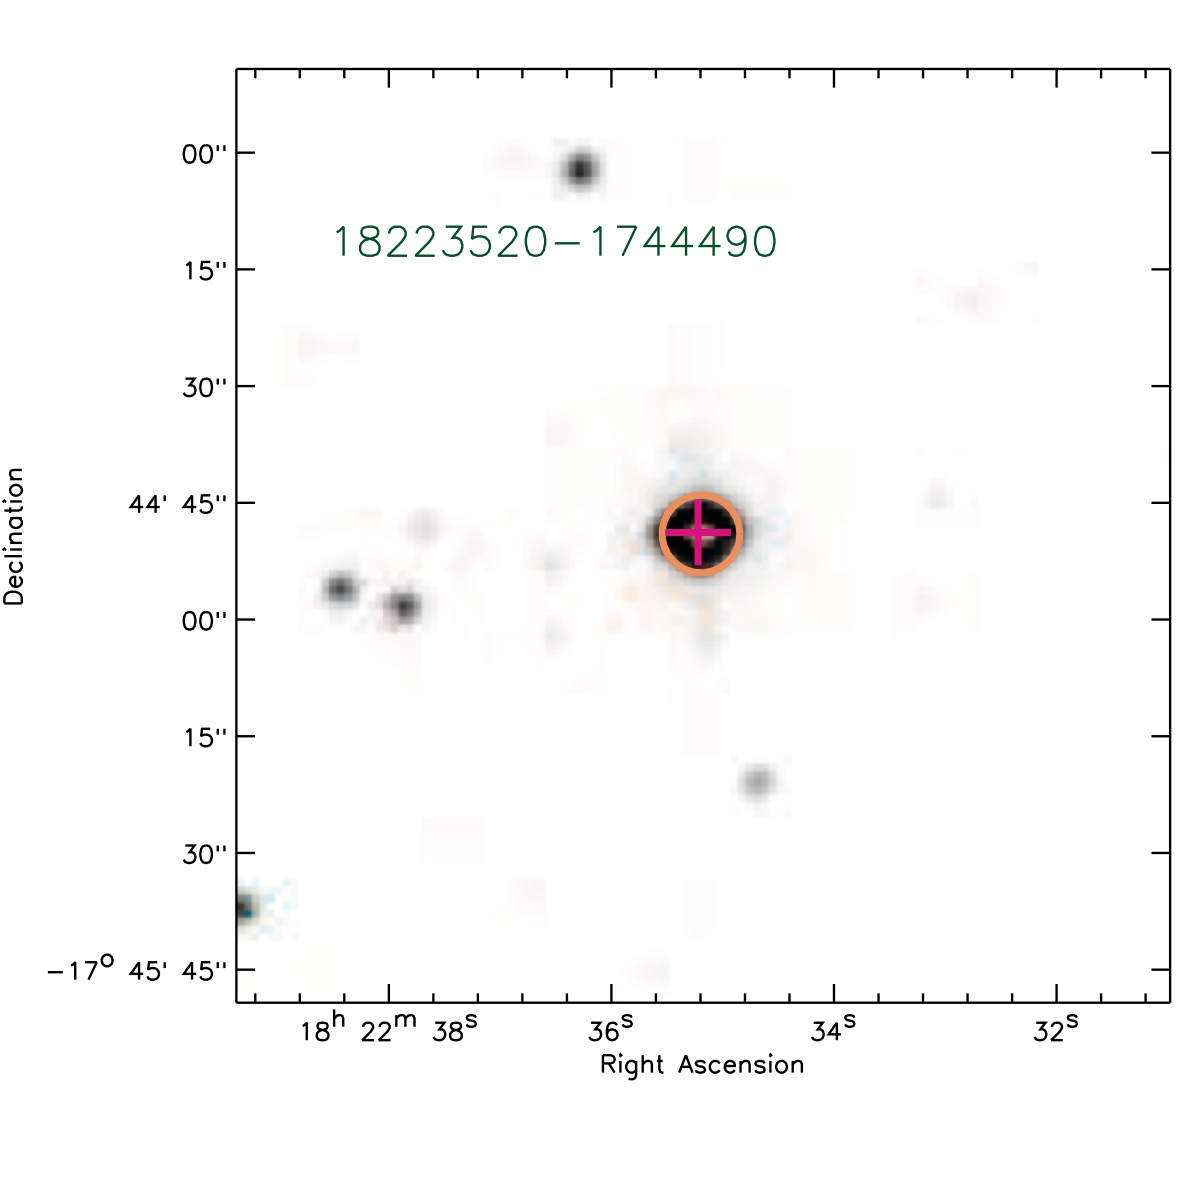 00"
18223520-1744490
15"
30"
44' 45"
Declination
00"
15"
30"
-17° 45' 45"
18h 22m 38s 36s 34s 32s
Right Ascension